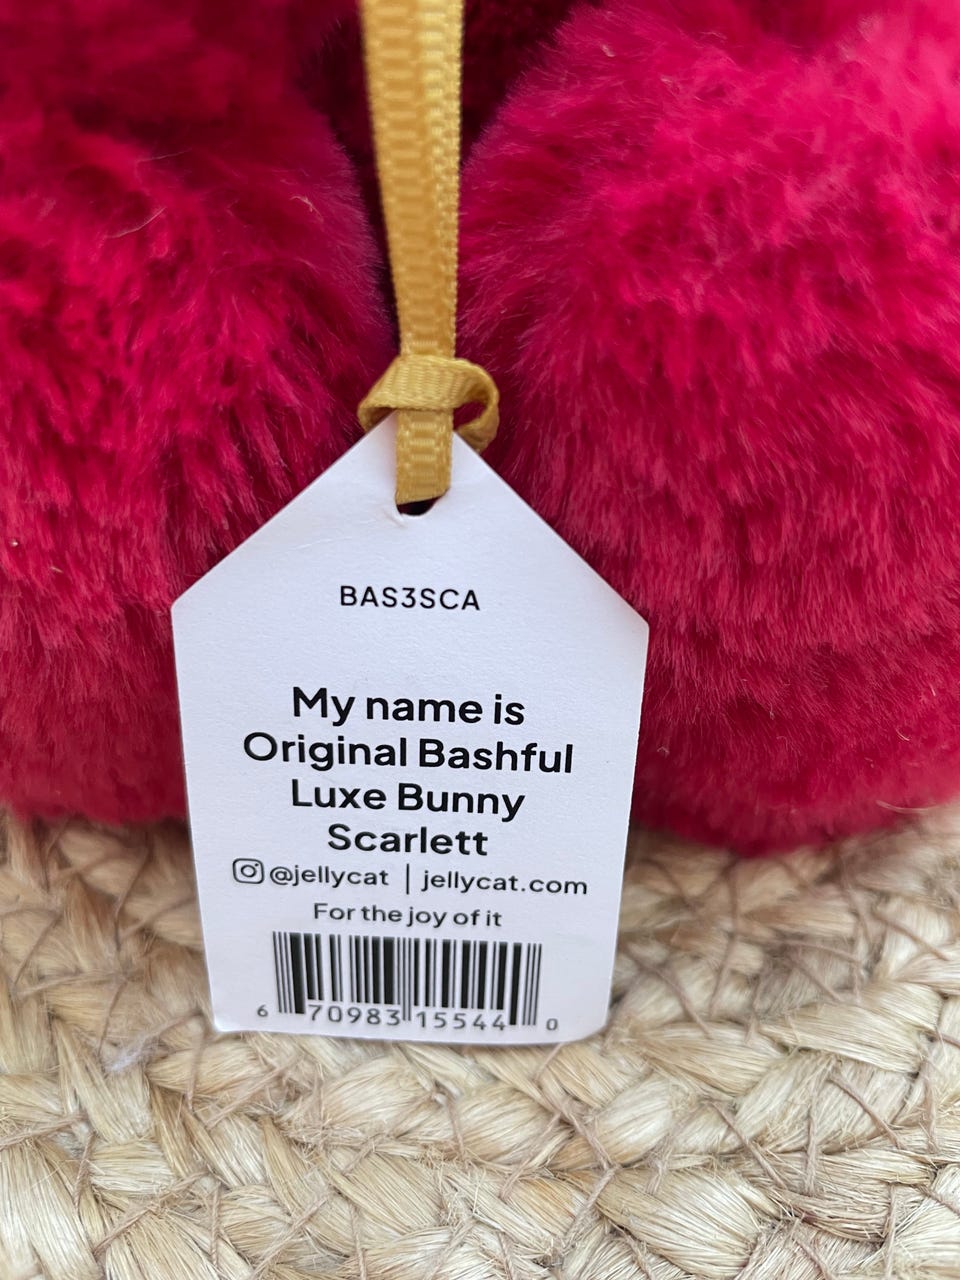 BAS3SCA
My name is
Original Bashful
Luxe Bunny
Scarlett
@jellycat | jellycat.com
For the joy of it
6 70983 15544 0